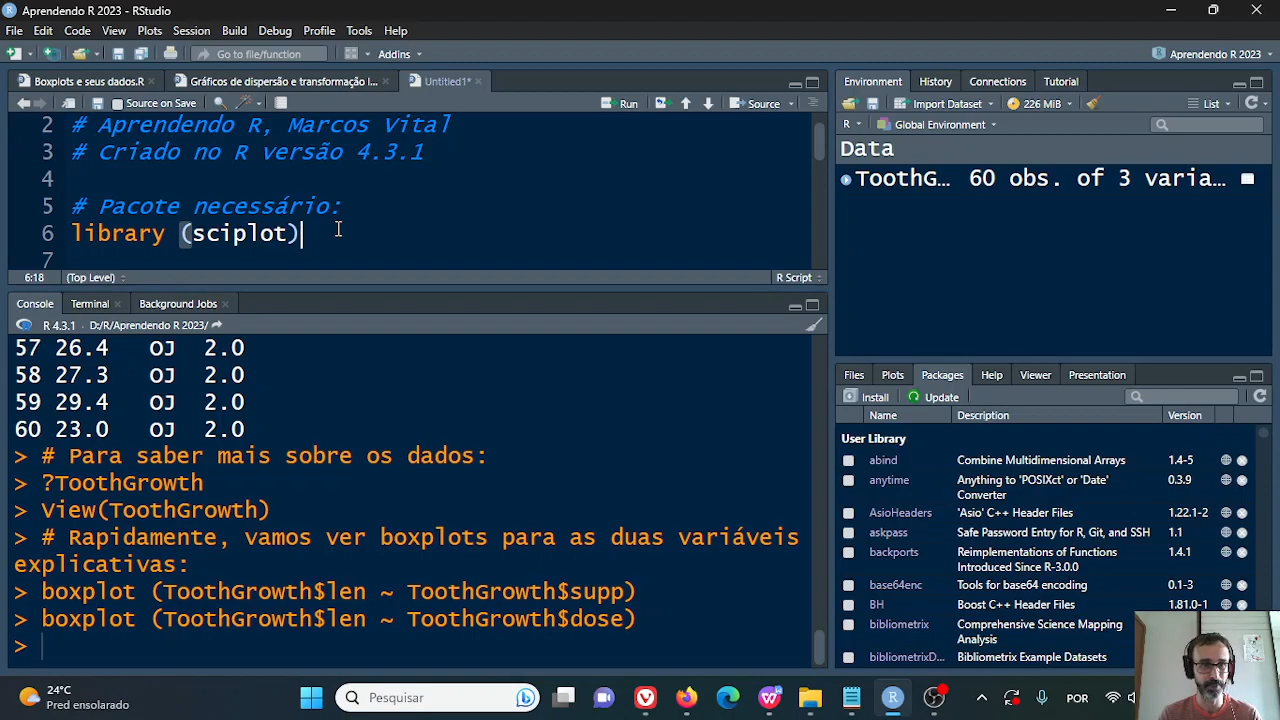 Aprendendo R 2023 - RStudio
File Edit Code View Plots Session Build Debug Profile Tools Help
Go to file/function Addins Aprendendo R 2023
Boxplots e seus dados.R Gráficos de dispersão e transformação l... Untitled1*
Source on Save Run Source
2 # Aprendendo R, Marcos Vital
3 # Criado no R versão 4.3.1
4
5 # Pacote necessário:
6 library (sciplot)
7
6:18 (Top Level) R Script
Console Terminal Background Jobs
R 4.3.1 · D:/R/Aprendendo R 2023/
57 26.4 OJ 2.0
58 27.3 OJ 2.0
59 29.4 OJ 2.0
60 23.0 OJ 2.0
> # Para saber mais sobre os dados:
> ?ToothGrowth
> View(ToothGrowth)
> # Rapidamente, vamos ver boxplots para as duas variáveis
explicativas:
> boxplot (ToothGrowth$len ~ ToothGrowth$supp)
> boxplot (ToothGrowth$len ~ ToothGrowth$dose)
>
Environment History Connections Tutorial
Import Dataset 226 MiB List
R Global Environment
Data
ToothG... 60 obs. of 3 varia...
Files Plots Packages Help Viewer Presentation
Install Update
Name Description Version
User Library
abind Combine Multidimensional Arrays 1.4-5
anytime Anything to 'POSIXct' or 'Date' 0.3.9
Converter
AsioHeaders 'Asio' C++ Header Files 1.22.1-2
askpass Safe Password Entry for R, Git, and SSH 1.1
backports Reimplementations of Functions 1.4.1
Introduced Since R-3.0.0
base64enc Tools for base64 encoding 0.1-3
BH Boost C++ Header Files 1.81.0-1
bibliometrix Comprehensive Science Mapping
Analysis
bibliometrixD... Bibliometrix Example Datasets
24°C
Pred ensolarado
Pesquisar
POR